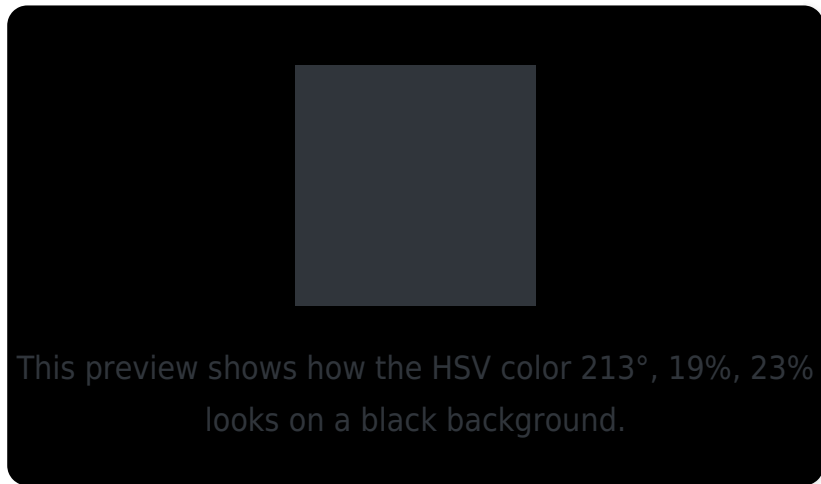 This preview shows how the HSV color 213°, 19%, 23%
looks on a black background.